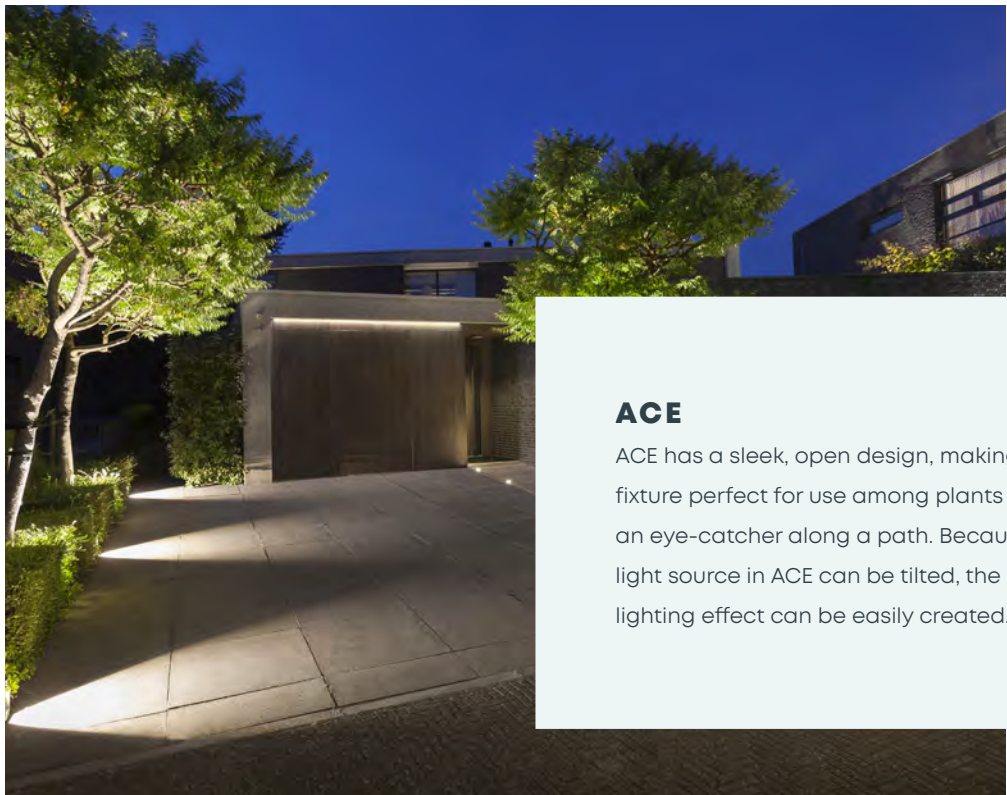 ACE
ACE has a sleek, open design, making
fixture perfect for use among plants
an eye-catcher along a path. Becau
light source in ACE can be tilted, the
lighting effect can be easily created.